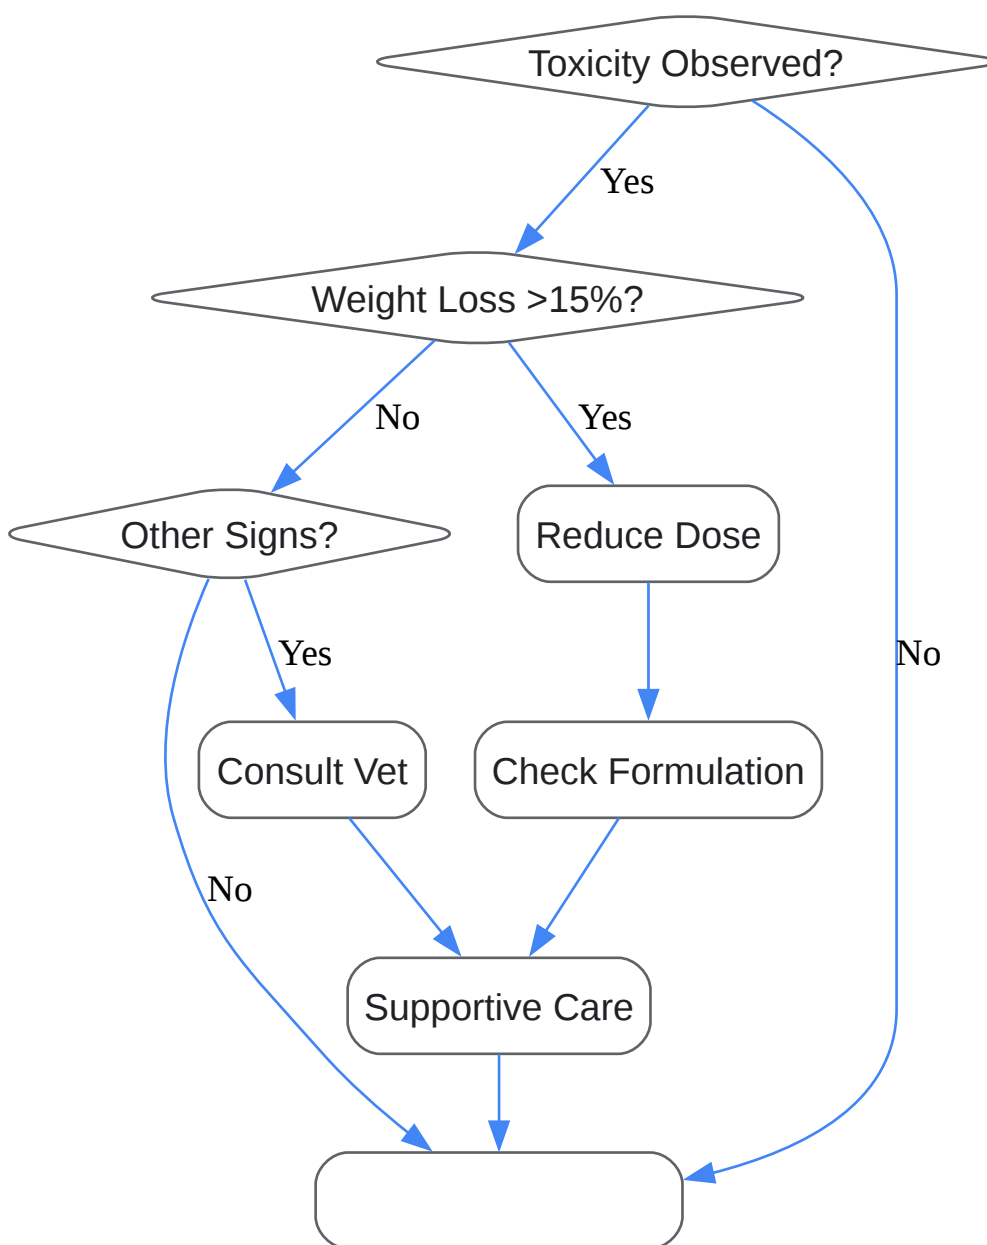 Toxicity Observed?
Yes
Weight Loss >15%?
No
Yes
Other Signs?
Reduce Dose
Yes
No
Consult Vet
Check Formulation
No
Supportive Care